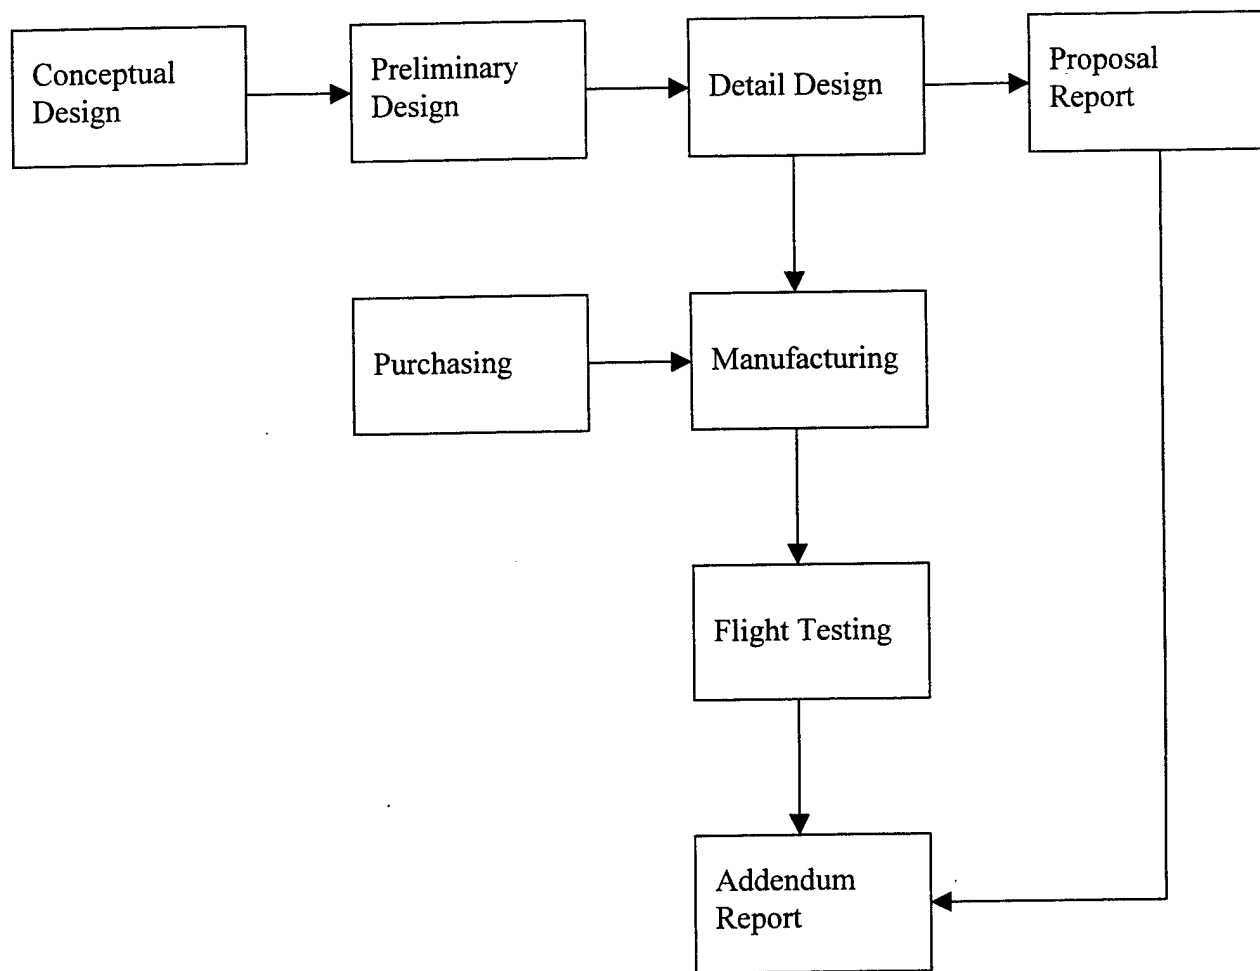 Conceptual
Design
Preliminary
Design
Detail Design
Proposal
Report
Purchasing
Manufacturing
Flight Testing
Addendum
Report